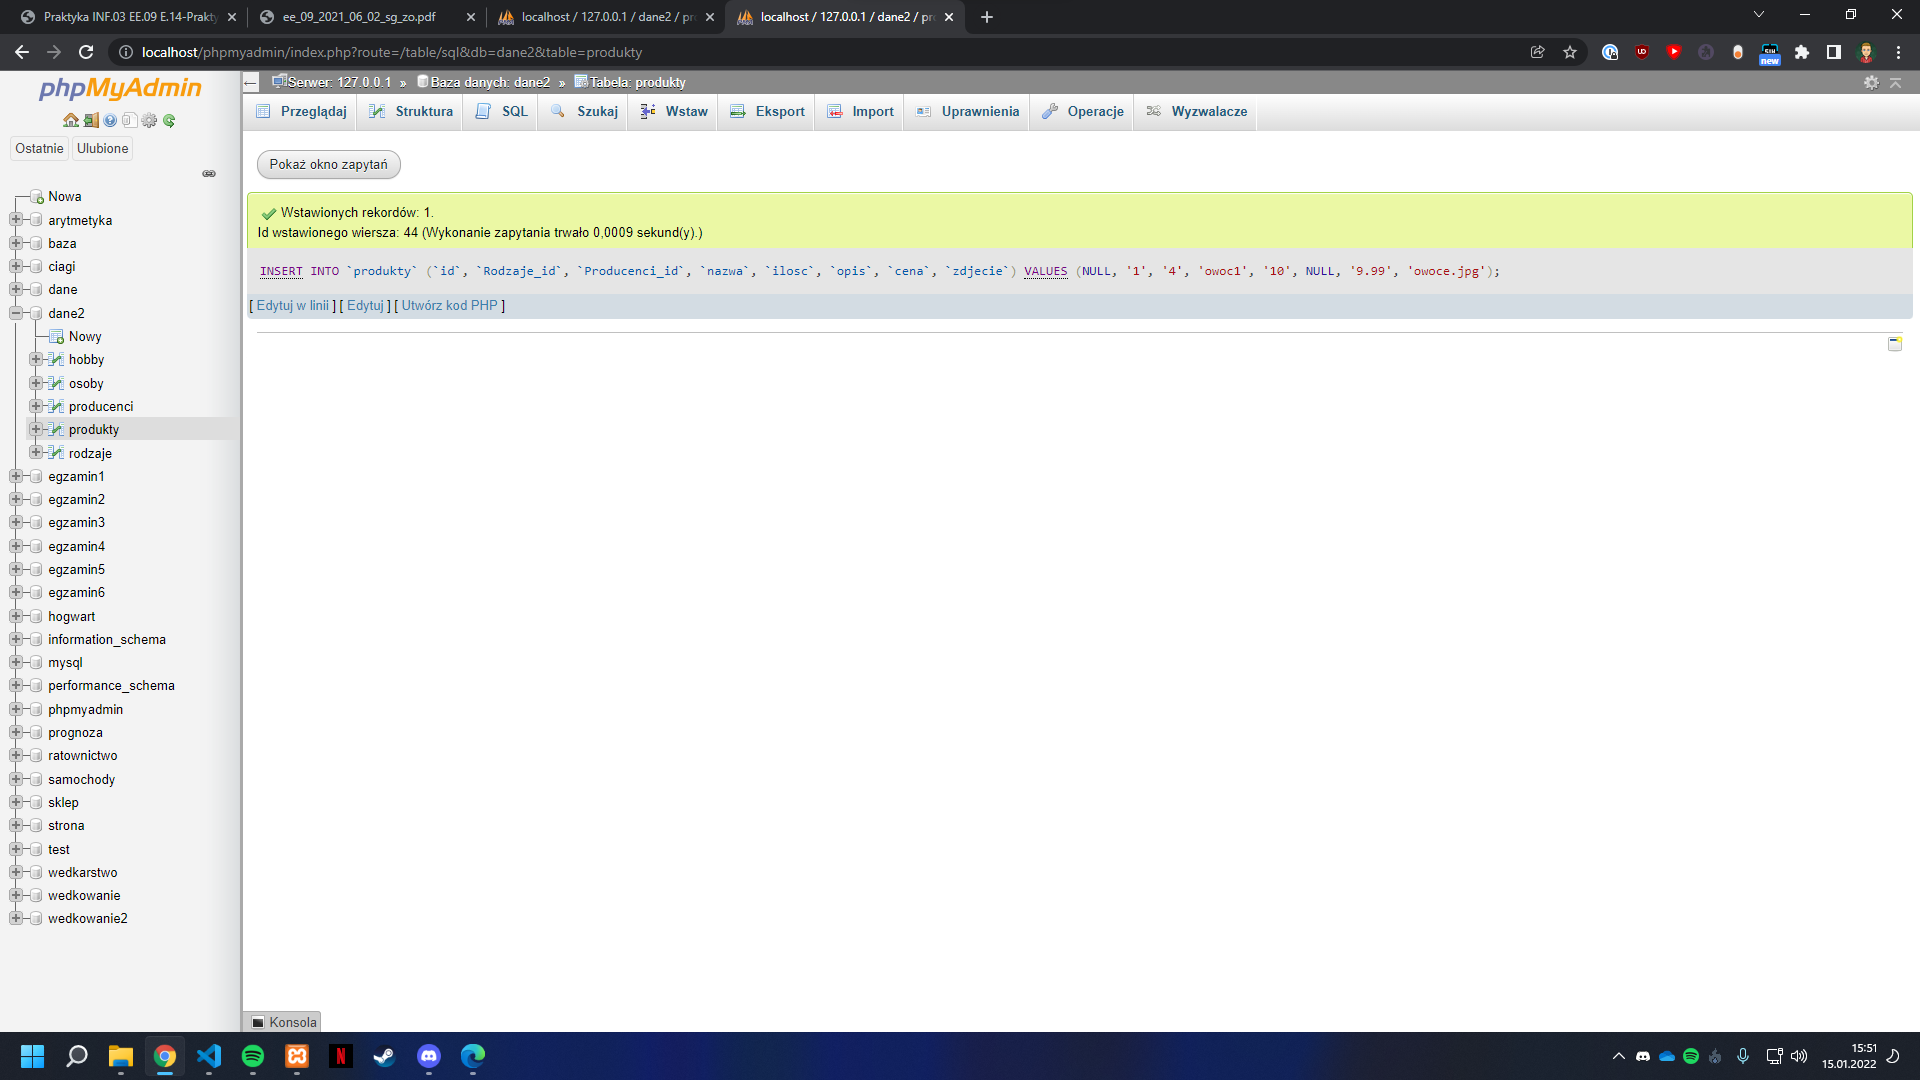 Praktyka INF.03 EE.09 E.14-Prakty
ee_09_2021_06_02_sg_zo.pdf
localhost / 127.0.0.1 / dane2 / pr
localhost / 127.0.0.1 / dane2 / pr
localhost/phpmyadmin/index.php?route=/table/sql&db=dane2&table=produkty
new
phpMyAdmin
Ostatnie
Ulubione
Nowa
arytmetyka
baza
ciagi
dane
dane2
Nowy
hobby
osoby
producenci
produkty
rodzaje
egzamin1
egzamin2
egzamin3
egzamin4
egzamin5
egzamin6
hogwart
information_schema
mysql
performance_schema
phpmyadmin
prognoza
ratownictwo
samochody
sklep
strona
test
wedkarstwo
wedkowanie
wedkowanie2
Serwer: 127.0.0.1 » Baza danych: dane2 » Tabela: produkty
Przeglądaj Struktura SQL Szukaj Wstaw Eksport Import Uprawnienia Operacje Wyzwalacze
Pokaż okno zapytań
Wstawionych rekordów: 1.
Id wstawionego wiersza: 44 (Wykonanie zapytania trwało 0,0009 sekund(y).)
INSERT INTO `produkty` (`id`, `Rodzaje_id`, `Producenci_id`, `nazwa`, `ilosc`, `opis`, `cena`, `zdjecie`) VALUES (NULL, '1', '4', 'owoc1', '10', NULL, '9.99', 'owoce.jpg');
[ Edytuj w linii ] [ Edytuj ] [ Utwórz kod PHP ]
Konsola
15:51
15.01.2022